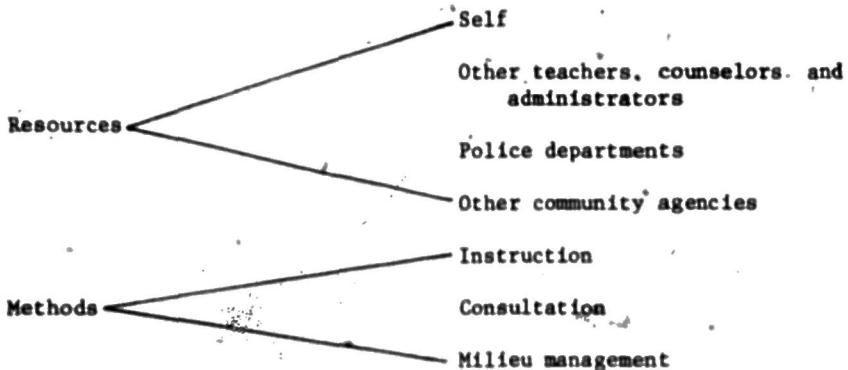 Self
Other teachers, counselors and
administrators
Resources
Police departments
Other community agencies
Instruction
Methods
Consultation
Milieu management